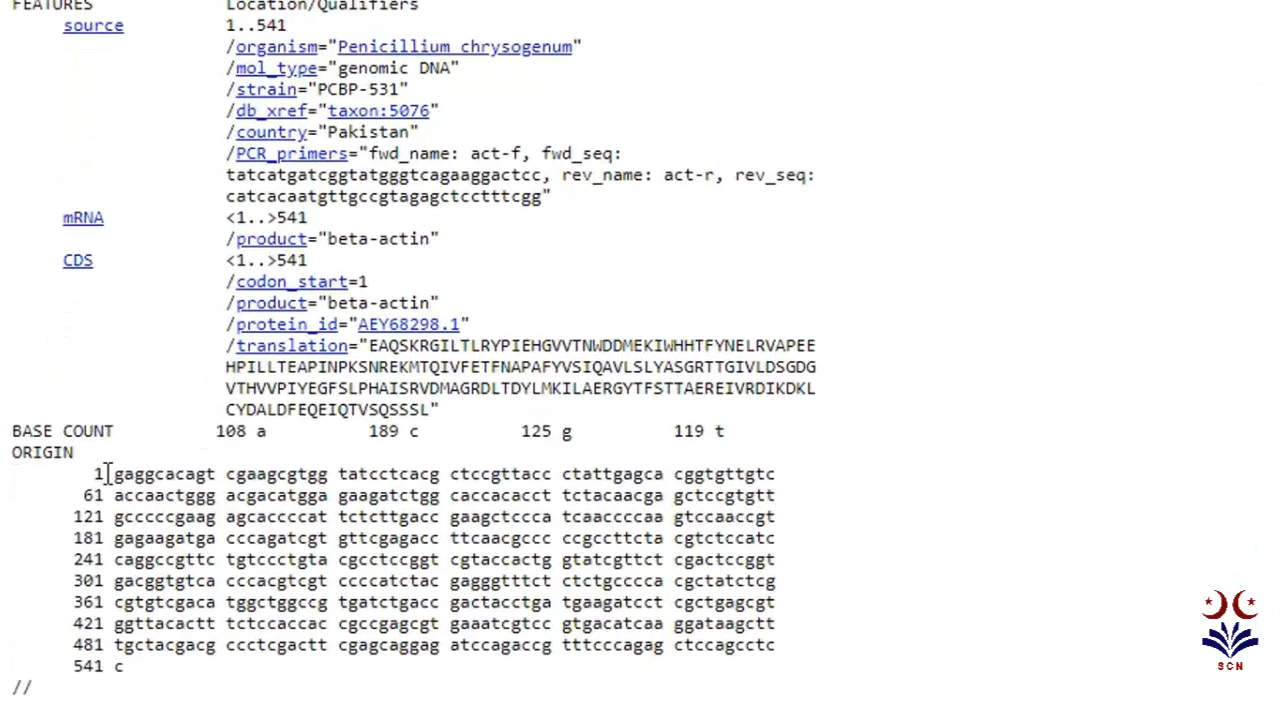 FEATURES Location/Qualifiers
source 1..541
/organism="Penicillium chrysogenum"
/mol_type="genomic DNA"
/strain="PCBP-531"
/db_xref="taxon:5076"
/country="Pakistan"
/PCR_primers="fwd_name: act-f, fwd_seq:
tatcatgatcggtatgggtcagaaggactcc, rev_name: act-r, rev_seq:
catcacaatgttgccgtagagctcctttcgg"
mRNA <1..>541
/product="beta-actin"
CDS <1..>541
/codon_start=1
/product="beta-actin"
/protein_id="AEY68298.1"
/translation="EAQSKRGILTLRYPIEHGVVTNWDDMEKIWHHTFYNELRVAPEE
HPILLTEAPINPKSNREKMTQIVFETFNAPAFYVSIQAVLSLYASGRTTGIVLDSGDG
VTHVVPIYEGFSLPHAISRVDMAGRDLTDYLMKILAERGYTFSTTAEREIVRDIKDKL
CYDALDFEQEIQTVSQSSSL"
BASE COUNT 108 a 189 c 125 g 119 t
ORIGIN
1 gaggcacagt cgaagcgtgg tatcctcacg ctccgttacc ctattgagca cggtgttgtc
61 accaactggg acgacatgga gaagatctgg caccacacct tctacaacga gctccgtgtt
121 gcccccgaag agcaccccat tctcttgacc gaagctccca tcaaccccaa gtccaaccgt
181 gagaagatga cccagatcgt gttcgagacc ttcaacgccc ccgccttcta cgtctccatc
241 caggccgttc tgtccctgta cgcctccggt cgtaccactg gtatcgttct cgactccggt
301 gacggtgtca cccacgtcgt ccccatctac gagggtttct ctctgcccca cgctatctcg
361 cgtgtcgaca tggctggccg tgatctgacc gactacctga tgaagatcct cgctgagcgt
421 ggttacactt tctccaccac cgccgagcgt gaaatcgtcc gtgacatcaa ggataagctt
481 tgctacgacg ccctcgactt cgagcaggag atccagaccg tttcccagag ctccagcctc
541 c
//
SCN